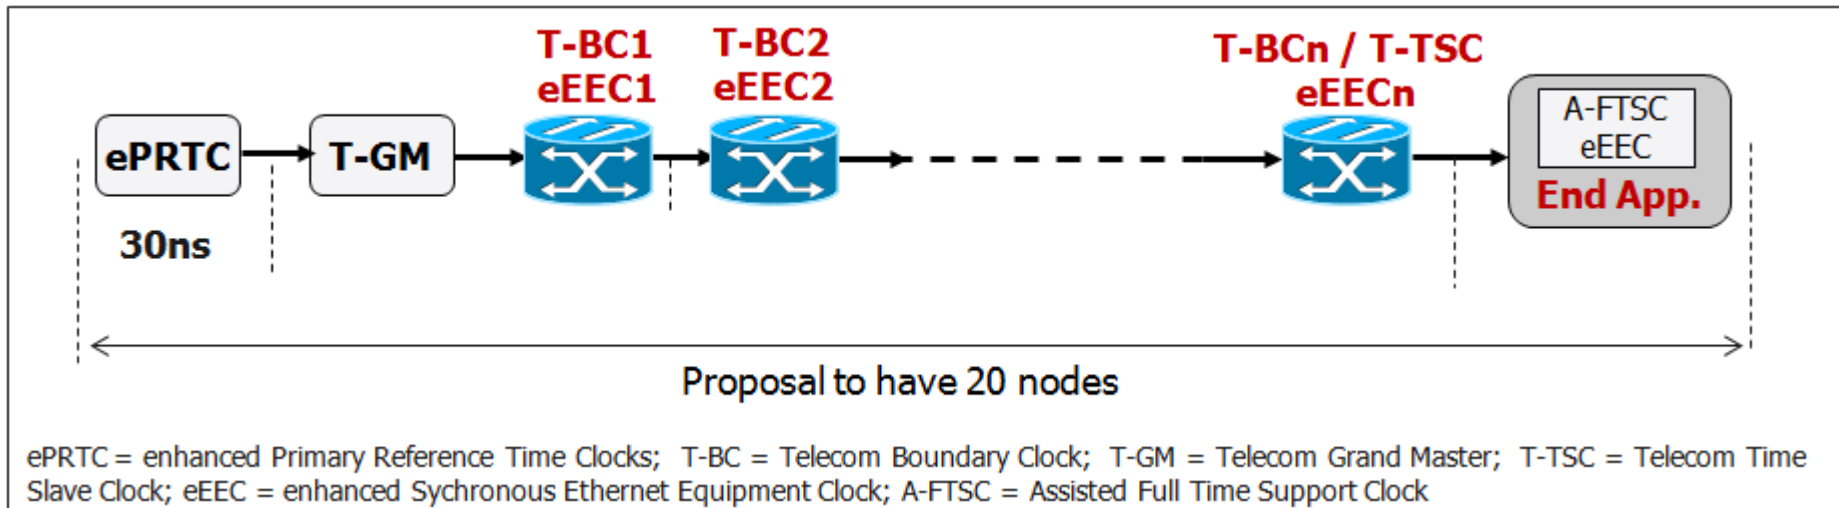 T-BC1
eEEC1
T-BC2
eEEC2
T-BCn / T-TSC
eEECn
ePRTC
T-GM
A-FTSC
eEEC
End App.
30ns
Proposal to have 20 nodes
ePRTC = enhanced Primary Reference Time Clocks; T-BC = Telecom Boundary Clock; T-GM = Telecom Grand Master; T-TSC = Telecom Time
Slave Clock; eEEC = enhanced Sychronous Ethernet Equipment Clock; A-FTSC = Assisted Full Time Support Clock